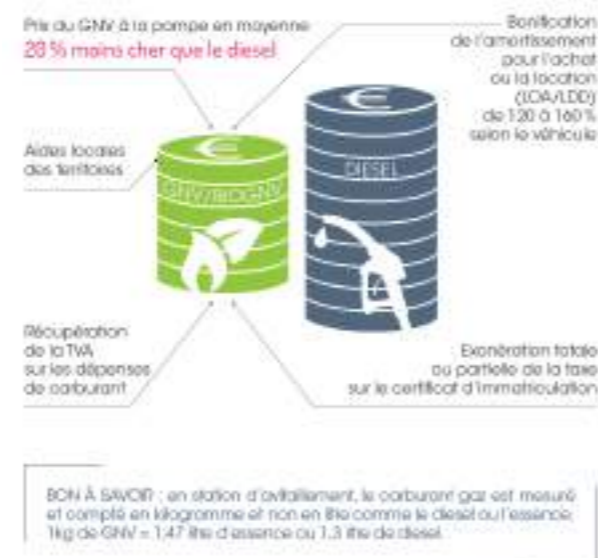 Prix du GNV à la pompe en moyenne
28 % moins cher que le diesel
Bonification
de l'amortissement
pour l'achat
ou la location
(LOA/LDD)
de 120 à 160 %
selon le véhicule
Aides locales
des territoires
GNV/BIOGNV
DIESEL
Récupération
de la TVA
sur les dépenses
de carburant
Exonération totale
ou partielle de la taxe
sur le certificat d'immatriculation
BON À SAVOIR : en station d'avitaillement, le carburant gaz est mesuré
et compté en kilogramme et non en litre comme le diesel ou l'essence.
1kg de GNV = 1,47 litre d'essence ou 1,3 litre de diesel.